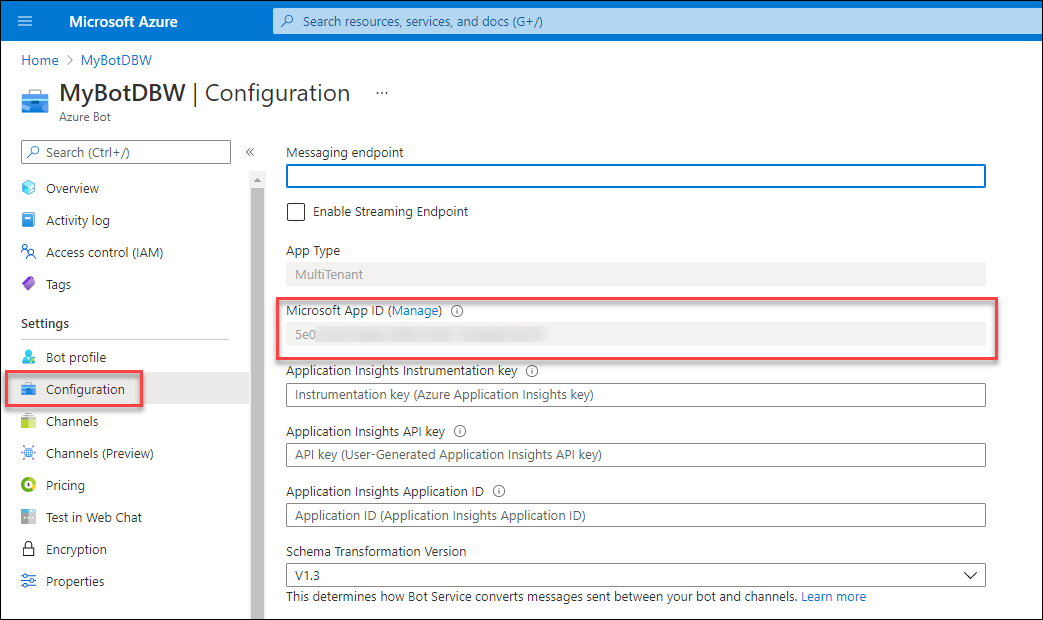 Microsoft Azure
Search resources, services, and docs (G+/)
Home > MyBotDBW
MyBotDBW | Configuration ...
Azure Bot
Search (Ctrl+/)
«
Overview
Activity log
Access control (IAM)
Tags
Settings
Bot profile
Configuration
Channels
Channels (Preview)
Pricing
Test in Web Chat
Encryption
Properties
Messaging endpoint
Enable Streaming Endpoint
App Type
MultiTenant
Microsoft App ID (Manage)
5e0
Application Insights Instrumentation key
Instrumentation key (Azure Application Insights key)
Application Insights API key
API key (User-Generated Application Insights API key)
Application Insights Application ID
Application ID (Application Insights Application ID)
Schema Transformation Version
V1.3
This determines how Bot Service converts messages sent between your bot and channels. Learn more